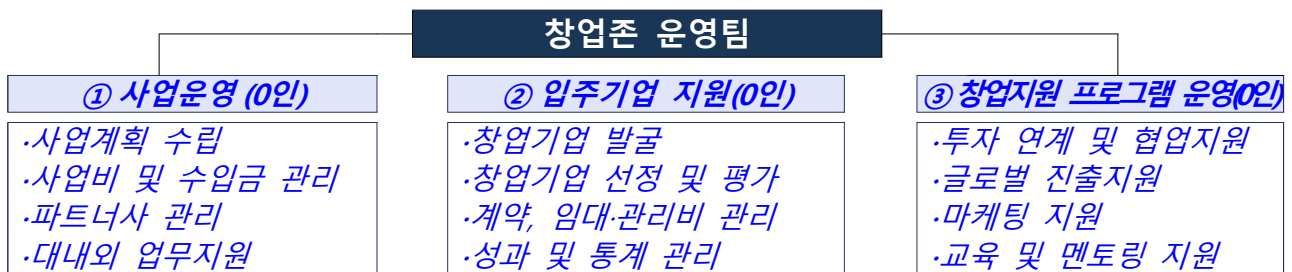 창업존 운영팀
① 사업운영 (0인)
·사업계획 수립
·사업비 및 수입금 관리
·파트너사 관리
·대내외 업무지원
② 입주기업 지원(0인)
·창업기업 발굴
·창업기업 선정 및 평가
·계약, 임대·관리비 관리
·성과 및 통계 관리
③ 창업지원 프로그램 운영(0인)
·투자 연계 및 협업지원
·글로벌 진출지원
·마케팅 지원
·교육 및 멘토링 지원